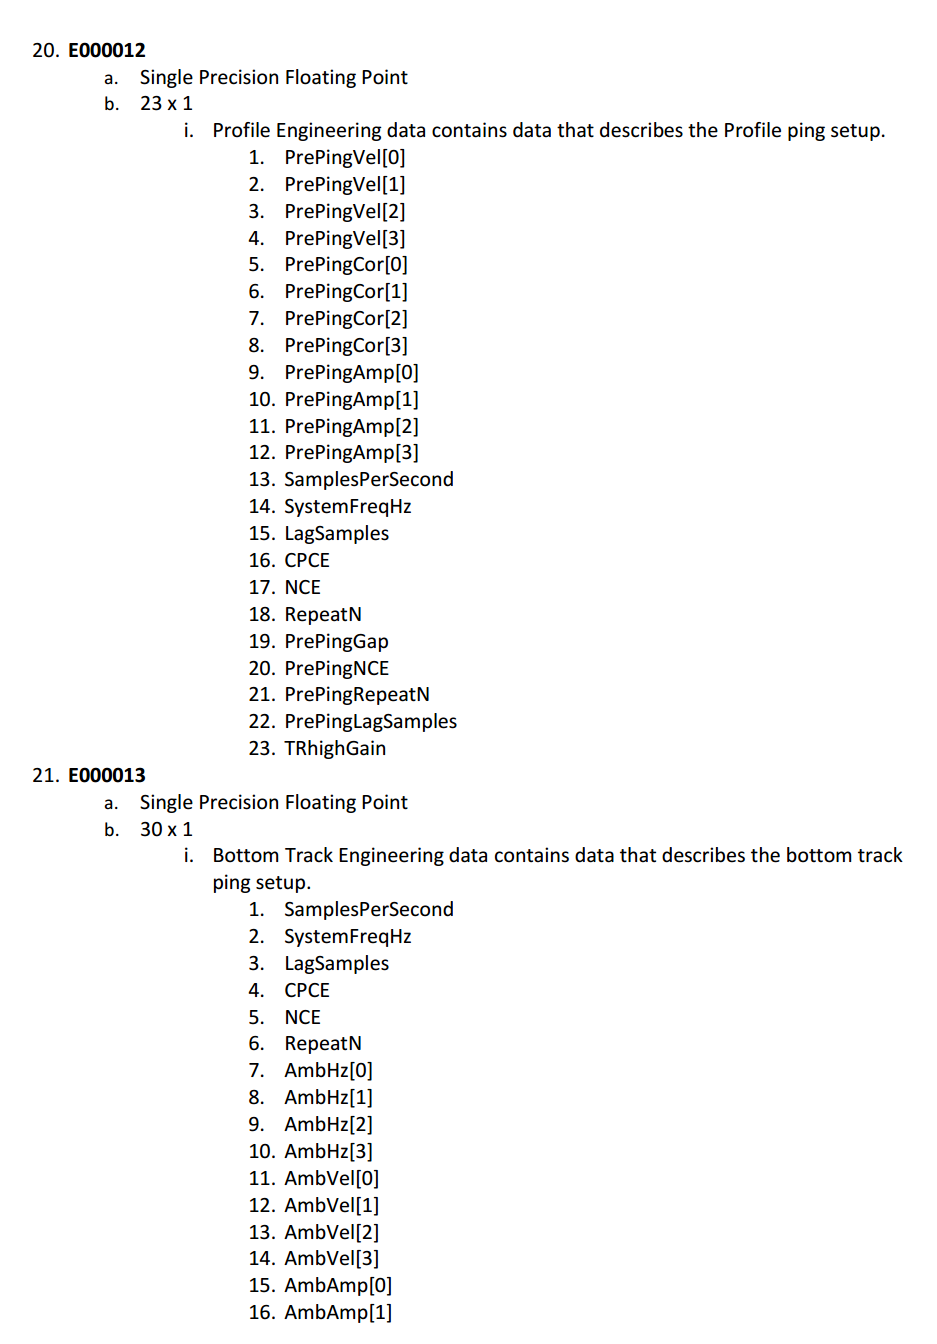 20. E000012
a. Single Precision Floating Point
b. 23 x 1
i. Profile Engineering data contains data that describes the Profile ping setup.
1. PrePingVel[0]
2. PrePingVel[1]
3. PrePingVel[2]
4. PrePingVel[3]
5. PrePingCor[0]
6. PrePingCor[1]
7. PrePingCor[2]
8. PrePingCor[3]
9. PrePingAmp[0]
10. PrePingAmp[1]
11. PrePingAmp[2]
12. PrePingAmp[3]
13. SamplesPerSecond
14. SystemFreqHz
15. LagSamples
16. CPCE
17. NCE
18. RepeatN
19. PrePingGap
20. PrePingNCE
21. PrePingRepeatN
22. PrePingLagSamples
23. TRhighGain
21. E000013
a. Single Precision Floating Point
b. 30 x 1
i. Bottom Track Engineering data contains data that describes the bottom track
ping setup.
1. SamplesPerSecond
2. SystemFreqHz
3. LagSamples
4. CPCE
5. NCE
6. RepeatN
7. AmbHz[0]
8. AmbHz[1]
9. AmbHz[2]
10. AmbHz[3]
11. AmbVel[0]
12. AmbVel[1]
13. AmbVel[2]
14. AmbVel[3]
15. AmbAmp[0]
16. AmbAmp[1]